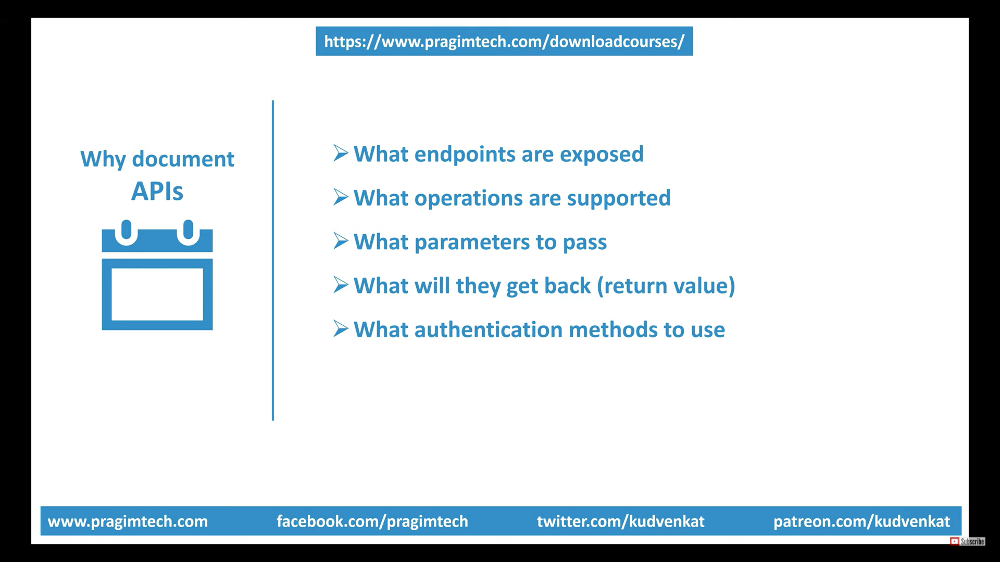 https://www.pragimtech.com/downloadcourses/
Why document
APIs
What endpoints are exposed
What operations are supported
What parameters to pass
What will they get back (return value)
What authentication methods to use
www.pragimtech.com
facebook.com/pragimtech
twitter.com/kudvenkat
patreon.com/kudvenkat
Subscribe